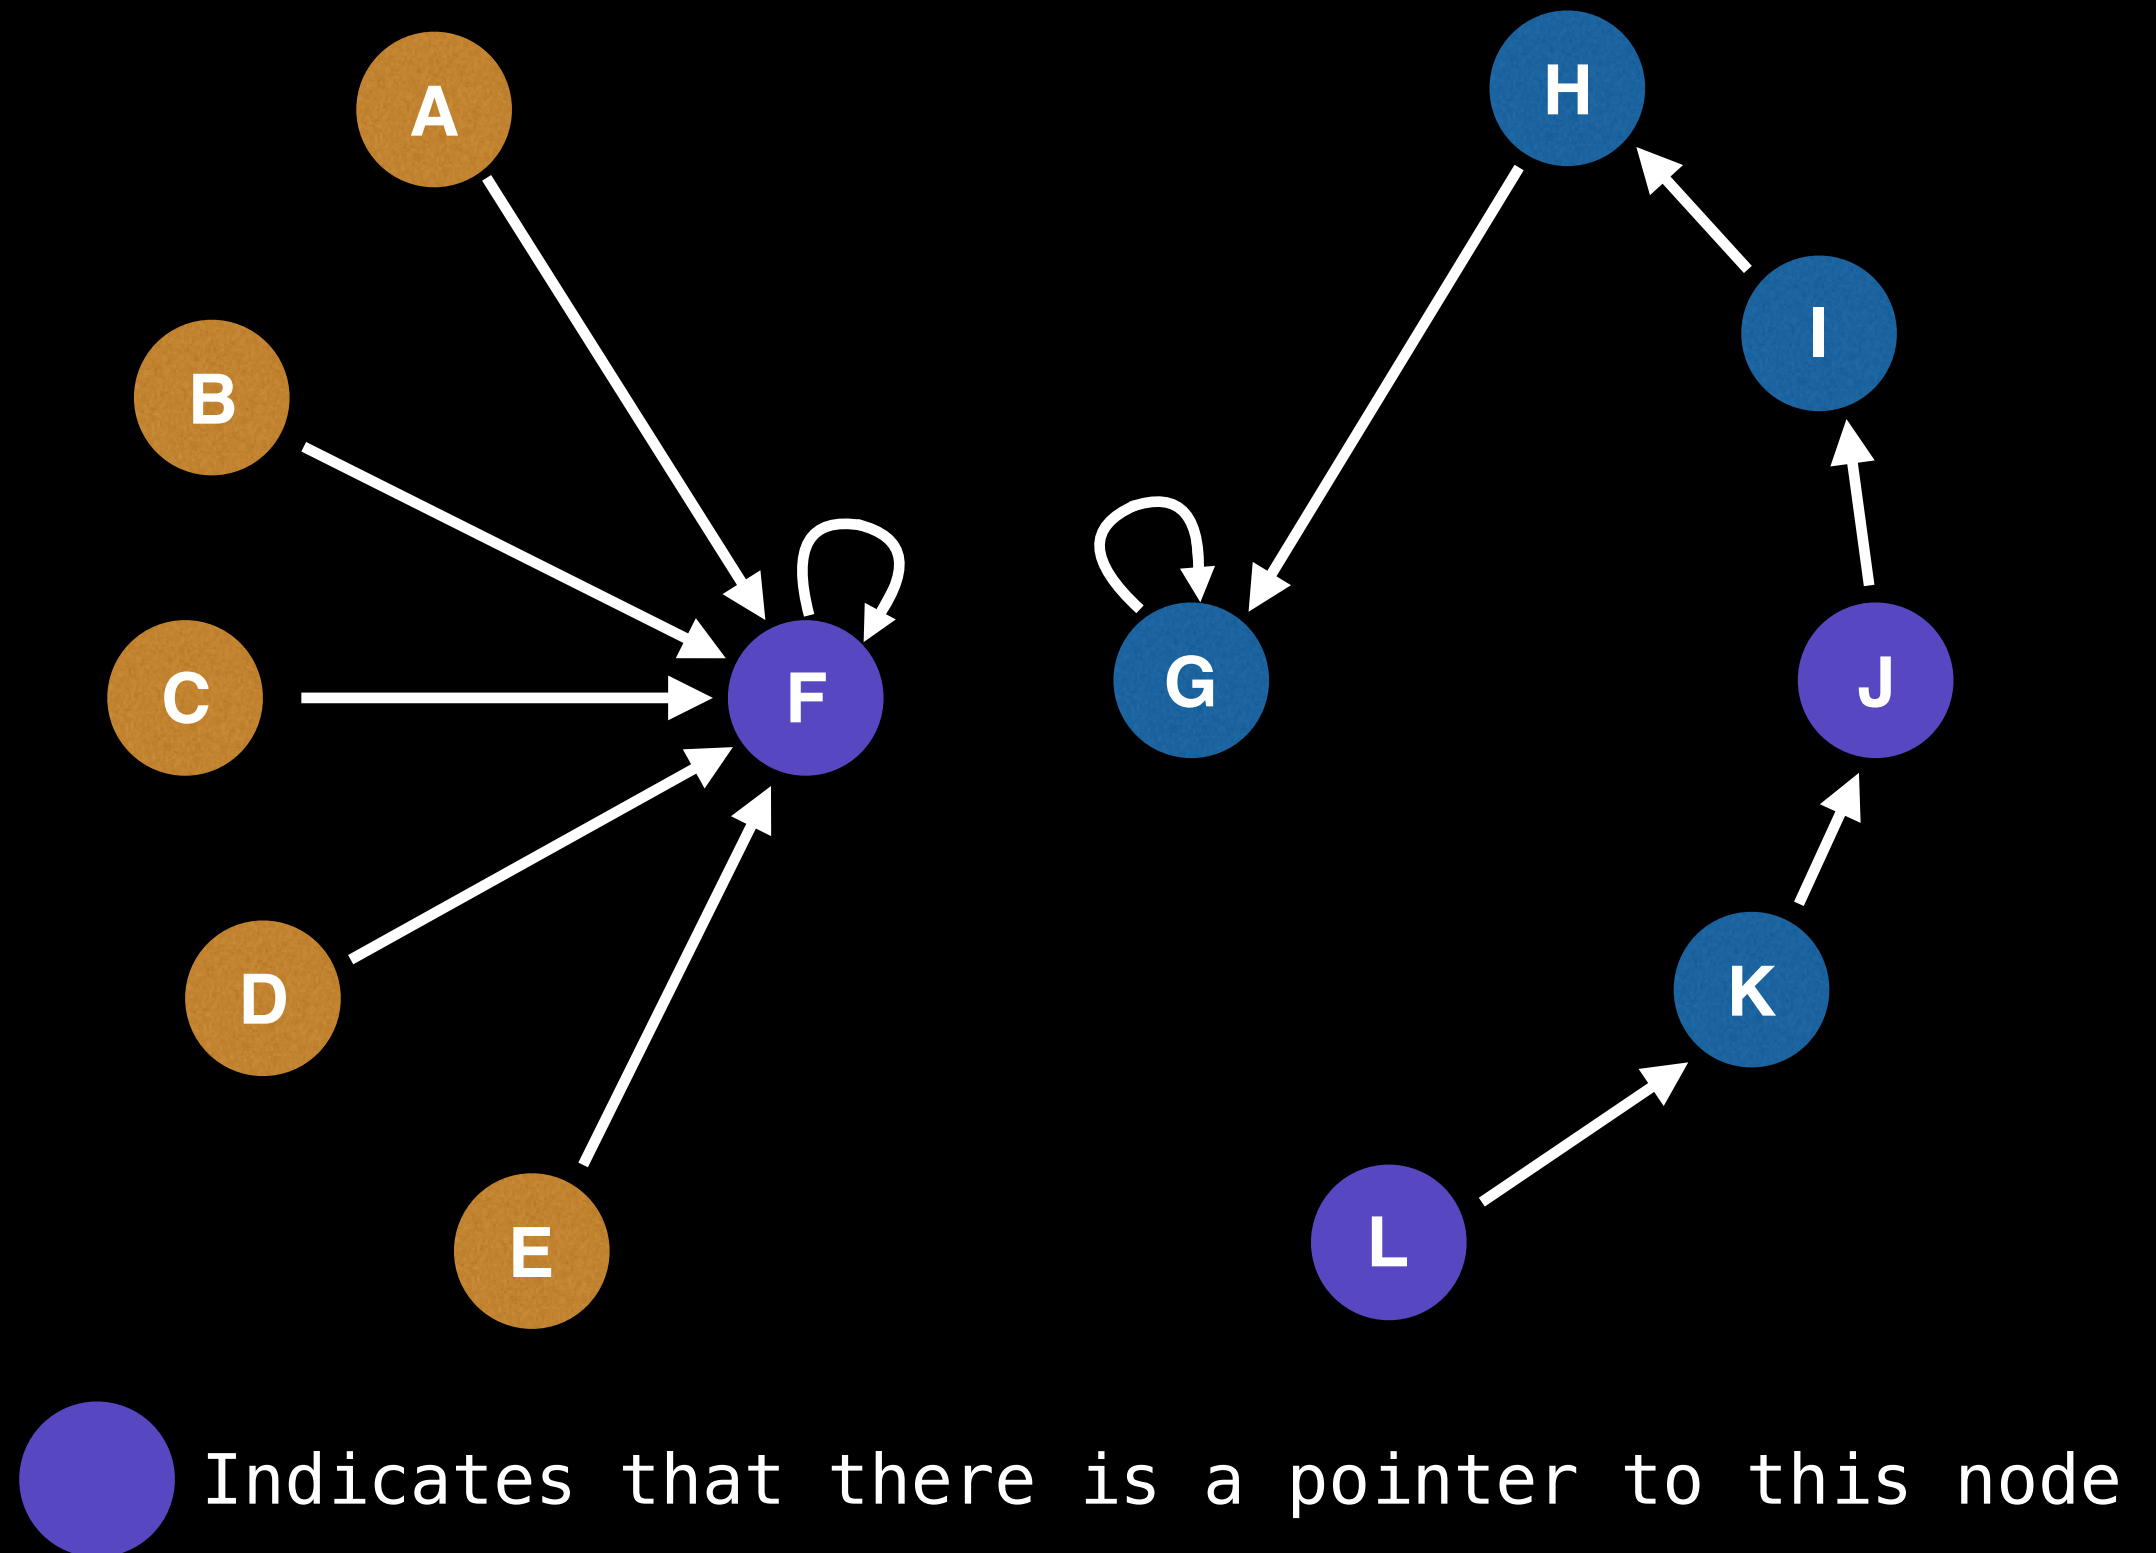 A
H
B
I
C
F
G
J
D
K
E
L
Indicates that there is a pointer to this node